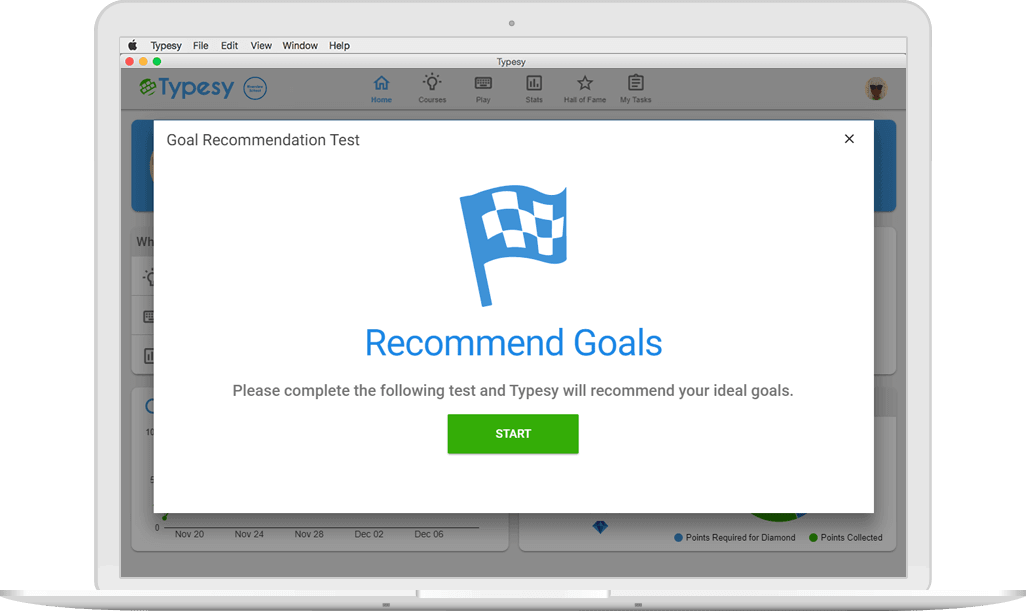 Typesy File Edit View Window Help
Typesy
Typesy
Home Courses Play Stats Hall of Fame My Tasks
Goal Recommendation Test
Wh
Recommend Goals
Please complete the following test and Typesy will recommend your ideal goals.
START
10
5
0
Nov 20 Nov 24 Nov 28 Dec 02 Dec 06
Points Required for Diamond Points Collected